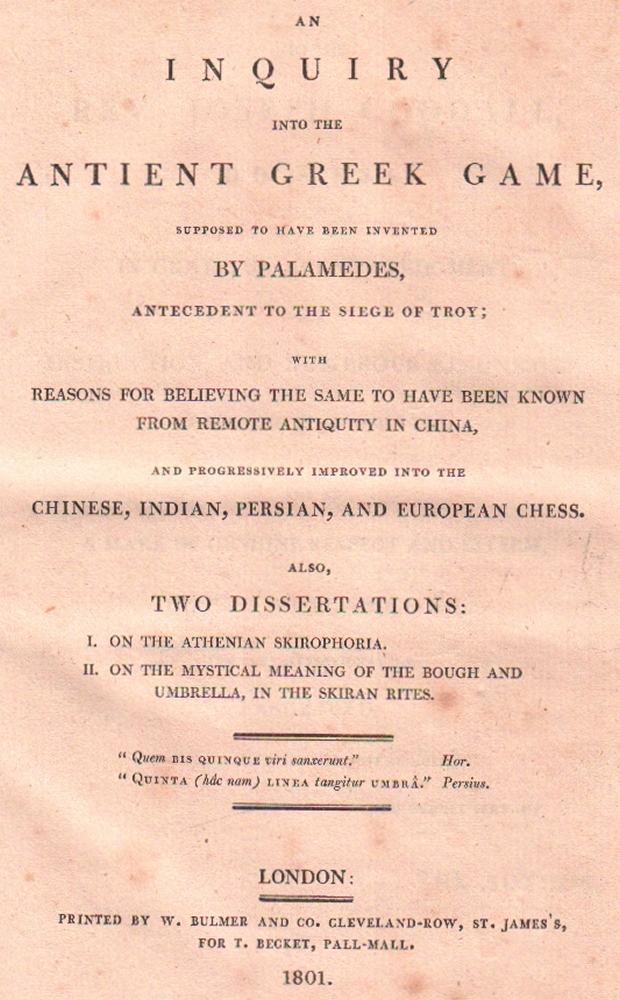 AN
INQUIRY
INTO THE
ANTIENT GREEK GAME,
SUPPOSED TO HAVE BEEN INVENTED
BY PALAMEDES,
ANTECEDENT TO THE SIEGE OF TROY;
WITH
REASONS FOR BELIEVING THE SAME TO HAVE BEEN KNOWN
FROM REMOTE ANTIQUITY IN CHINA,
AND PROGRESSIVELY IMPROVED INTO THE
CHINESE, INDIAN, PERSIAN, AND EUROPEAN CHESS.
ALSO,
TWO DISSERTATIONS:
I. ON THE ATHENIAN SKIROPHORIA.
II. ON THE MYSTICAL MEANING OF THE BOUGH AND
UMBRELLA, IN THE SKIRAN RITES.
“ Quem BIS QUINQUE viri sanxerunt.” Hor.
“ QUINTA (hâc nam) LINEA tangitur UMBRÂ.” Persius.
LONDON:
PRINTED BY W. BULMER AND CO. CLEVELAND-ROW, ST. JAMES'S,
FOR T. BECKET, PALL-MALL.
1801.